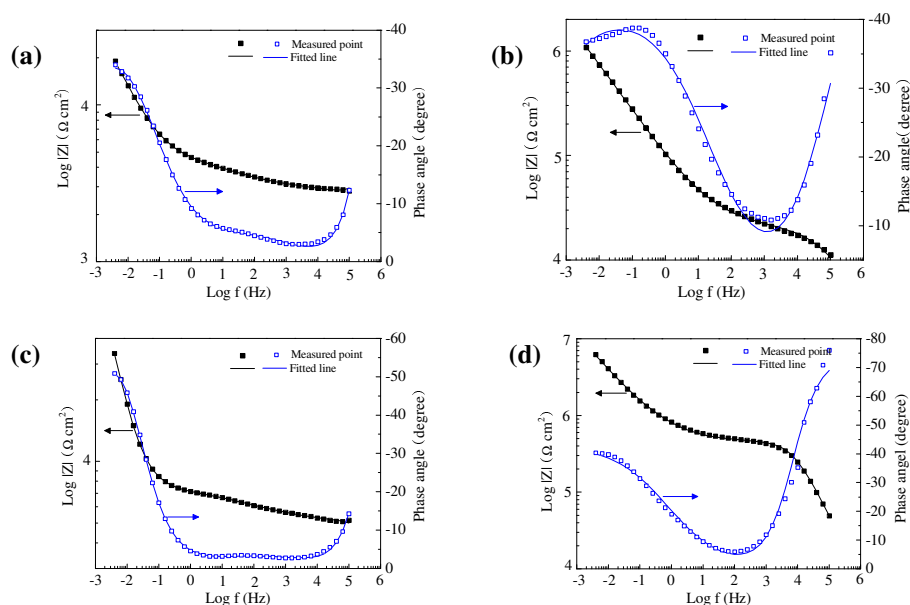 (a)
Measured point
Fitted line
Log |Z| ( Ω cm²)
4
3
-40
-30
-20
-10
0
Phase angle( degree)
-3 -2 -1 0 1 2 3 4 5 6
Log f (Hz)
(b)
Measured point
Fitted line
Log |Z| ( Ω cm²)
6
5
4
-40
-30
-20
-10
Phase angle( degree)
-3 -2 -1 0 1 2 3 4 5 6
Log f (Hz)
(c)
Measured point
Fitted line
Log |Z| ( Ω cm²)
4
-60
-50
-40
-30
-20
-10
0
Phase angle( degree)
-3 -2 -1 0 1 2 3 4 5 6
Log f (Hz)
(d)
Measured point
Fitted line
Log |Z| ( Ω cm²)
7
6
5
4
-80
-70
-60
-50
-40
-30
-20
-10
0
Phase angel (degree)
-3 -2 -1 0 1 2 3 4 5 6
Log f (Hz)